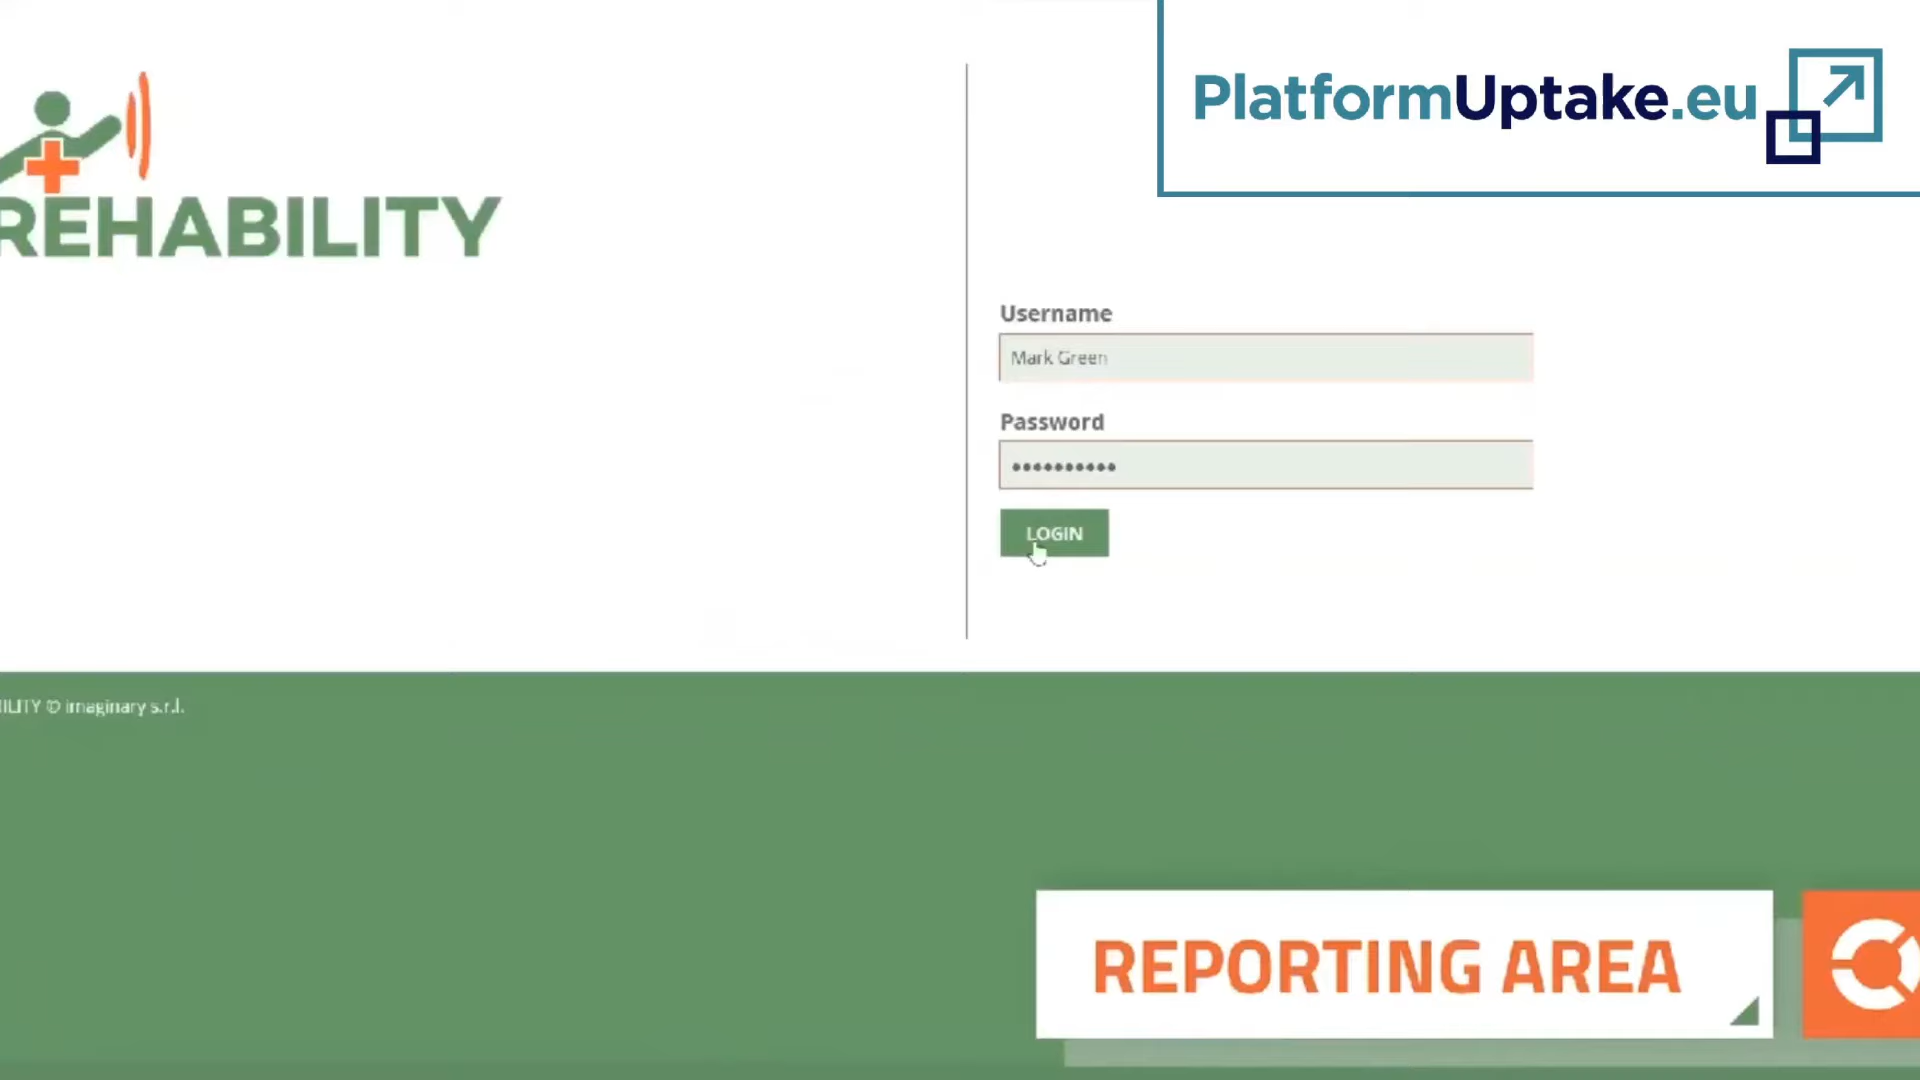 PlatformUptake.eu
REHABILITY
Username
Mark Green
Password
••••••••••
LOGIN
ILITY © imaginary s.r.l.
REPORTING AREA